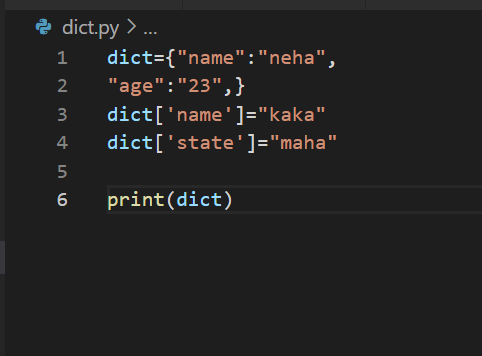 dict.py > ...
1 dict={"name":"neha",
2 "age":"23",}
3 dict['name']="kaka"
4 dict['state']="maha"
5
6 print(dict)